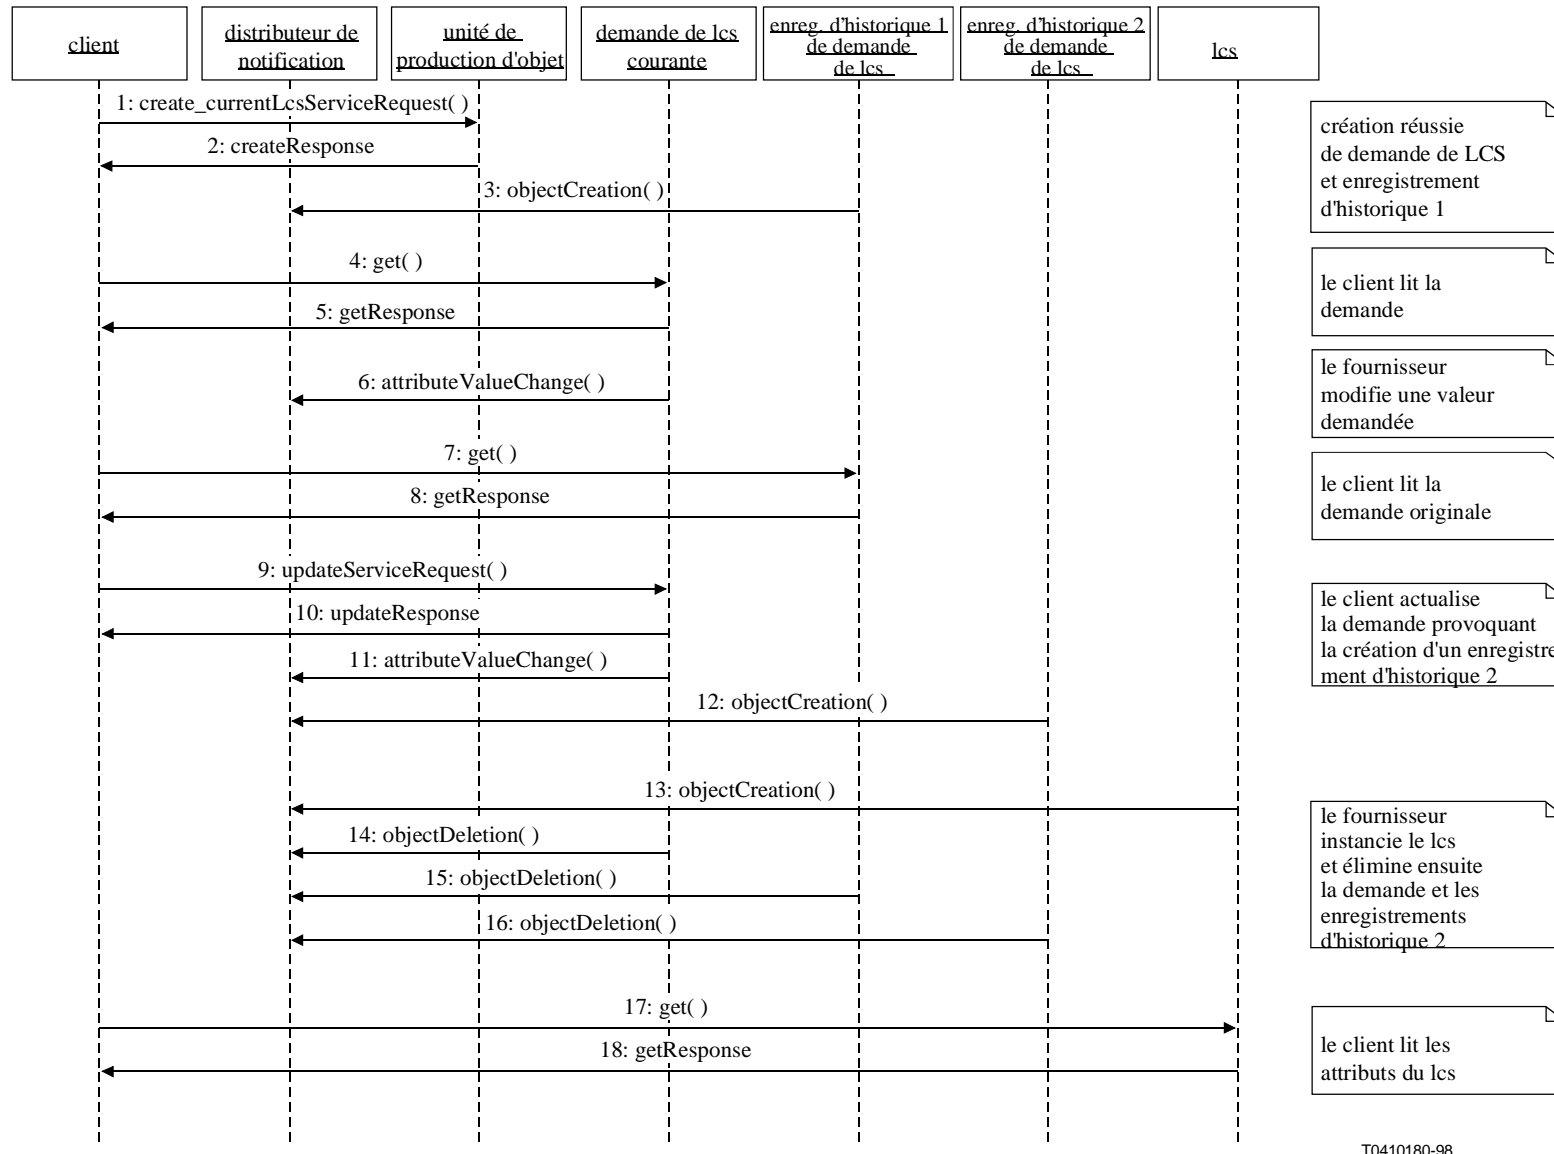 client
distributeur de
notification
unité de
production d'objet
demande de lcs
courante
enreg. d'historique 1
de demande
de lcs
enreg. d'historique 2
de demande
de lcs
lcs
1: create_currentLcsServiceRequest( )
2: createResponse
3: objectCreation( )
création réussie
de demande de LCS
et enregistrement
d'historique 1
4: get( )
5: getResponse
le client lit la
demande
6: attributeValueChange( )
le fournisseur
modifie une valeur
demandée
7: get( )
8: getResponse
le client lit la
demande originale
9: updateServiceRequest( )
10: updateResponse
11: attributeValueChange( )
12: objectCreation( )
le client actualise
la demande provoquant
la création d'un enregistre
ment d'historique 2
13: objectCreation( )
14: objectDeletion( )
15: objectDeletion( )
16: objectDeletion( )
le fournisseur
instancie le lcs
et élimine ensuite
la demande et les
enregistrements
d'historique 2
17: get( )
18: getResponse
le client lit les
attributs du lcs
T0410180-98